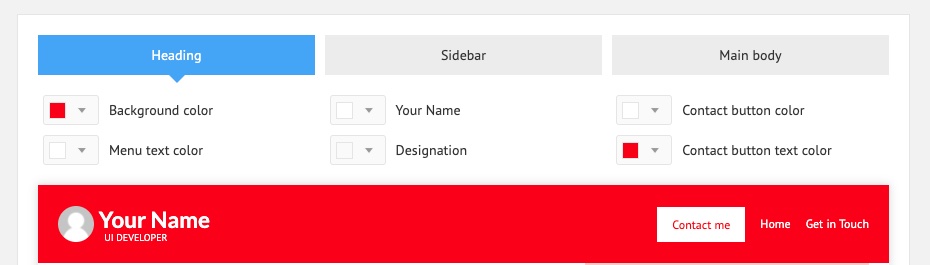 Heading Sidebar Main body
Background color Your Name Contact button color
Menu text color Designation Contact button text color
Your Name
UI DEVELOPER
Contact me Home Get in Touch